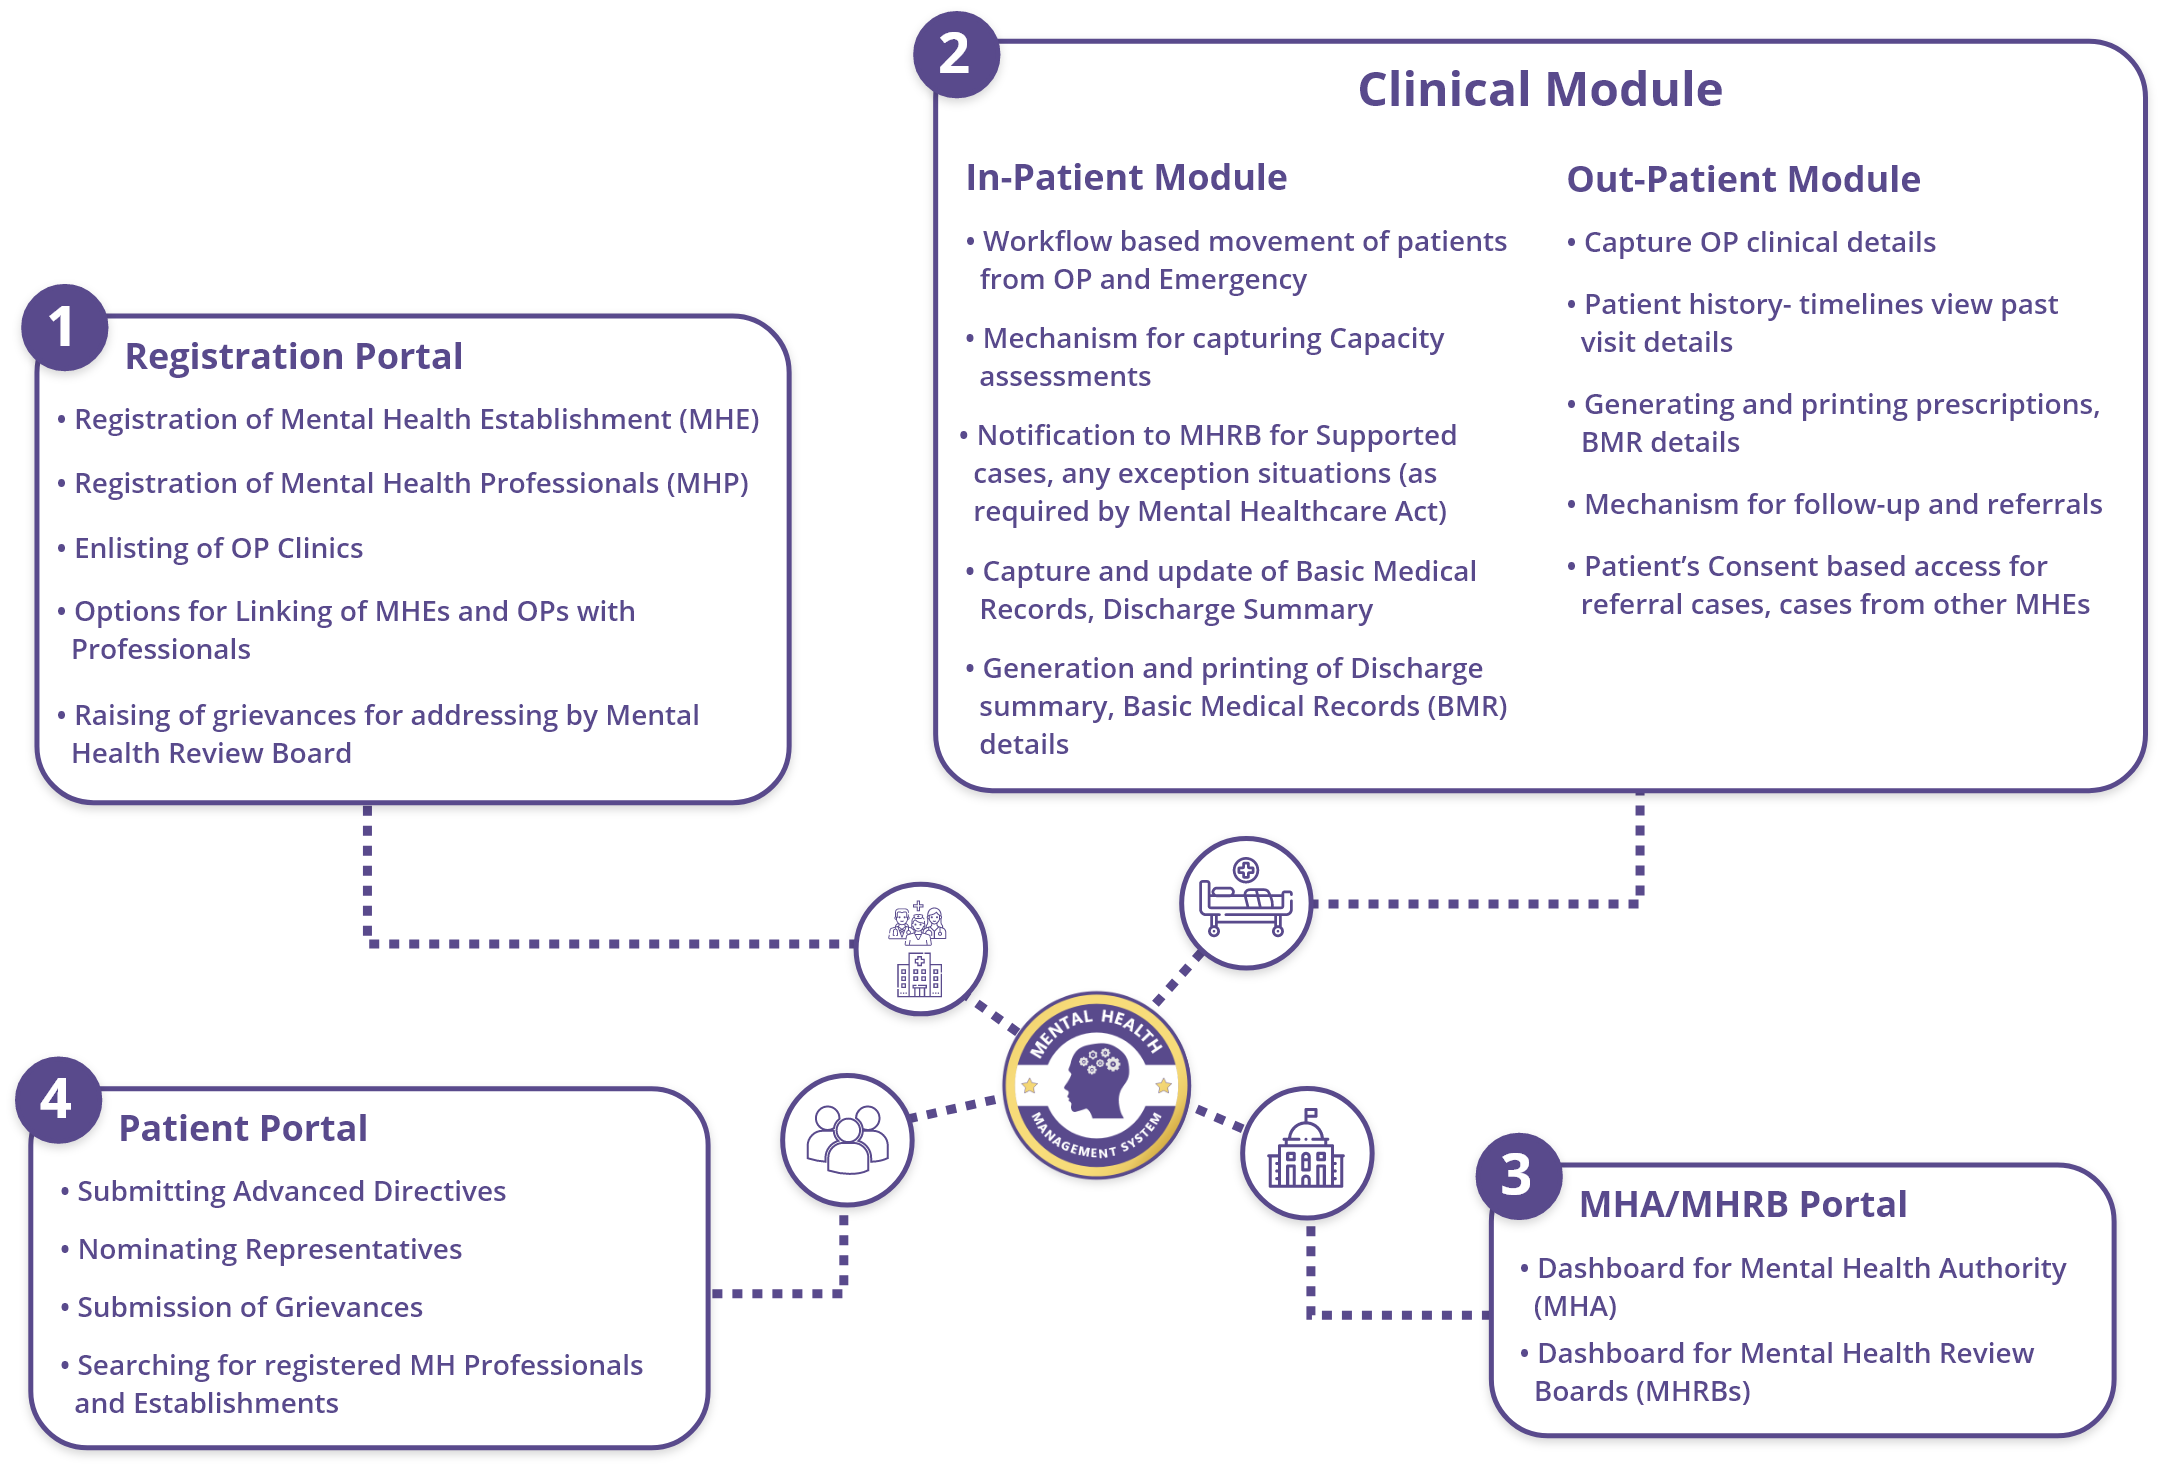 1
Registration Portal
• Registration of Mental Health Establishment (MHE)
• Registration of Mental Health Professionals (MHP)
• Enlisting of OP Clinics
• Options for Linking of MHEs and OPs with
Professionals
• Raising of grievances for addressing by Mental
Health Review Board
2
Clinical Module
In-Patient Module
• Workflow based movement of patients
from OP and Emergency
• Mechanism for capturing Capacity
assessments
• Notification to MHRB for Supported
cases, any exception situations (as
required by Mental Healthcare Act)
• Capture and update of Basic Medical
Records, Discharge Summary
• Generation and printing of Discharge
summary, Basic Medical Records (BMR)
details
Out-Patient Module
• Capture OP clinical details
• Patient history- timelines view past
visit details
• Generating and printing prescriptions,
BMR details
• Mechanism for follow-up and referrals
• Patient’s Consent based access for
referral cases, cases from other MHEs
MENTAL HEALTH
MANAGEMENT SYSTEM
4
Patient Portal
• Submitting Advanced Directives
• Nominating Representatives
• Submission of Grievances
• Searching for registered MH Professionals
and Establishments
3
MHA/MHRB Portal
• Dashboard for Mental Health Authority
(MHA)
• Dashboard for Mental Health Review
Boards (MHRBs)